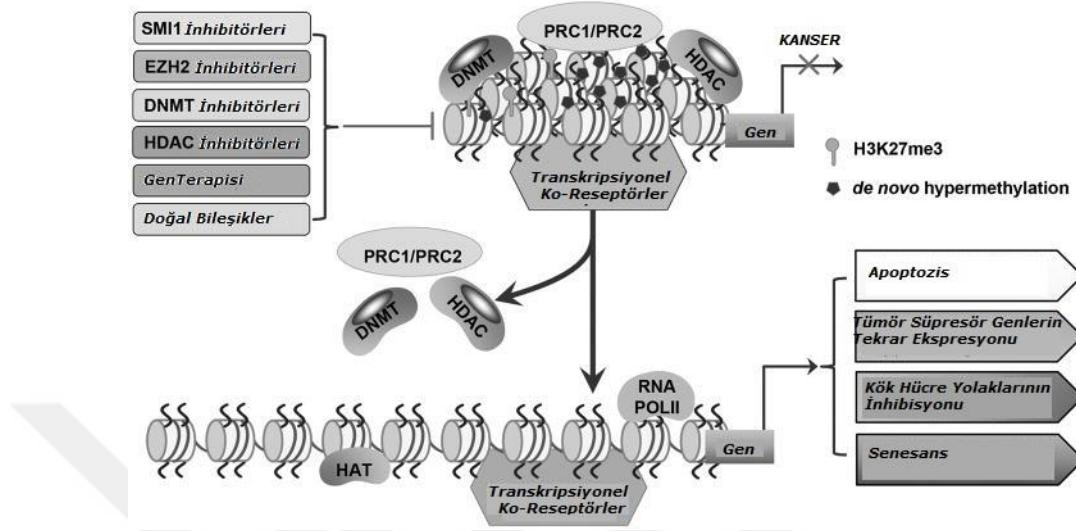 SMI1 İnhibitörleri
EZH2 İnhibitörleri
DNMT İnhibitörleri
HDAC İnhibitörleri
GenTerapisi
Doğal Bileşikler
PRC1/PRC2
DNMT
HDAC
KANSER
Gen
H3K27me3
de novo hypermethylation
Transkripsiyonel
Ko-Reseptörler
PRC1/PRC2
DNMT
HDAC
Apoptozis
Tümör Süpresör Genlerin
Tekrar Ekspresyonu
Kök Hücre Yolaklarının
İnhibisyonu
Senesans
RNA
POLII
HAT
Gen
Transkripsiyonel
Ko-Reseptörler